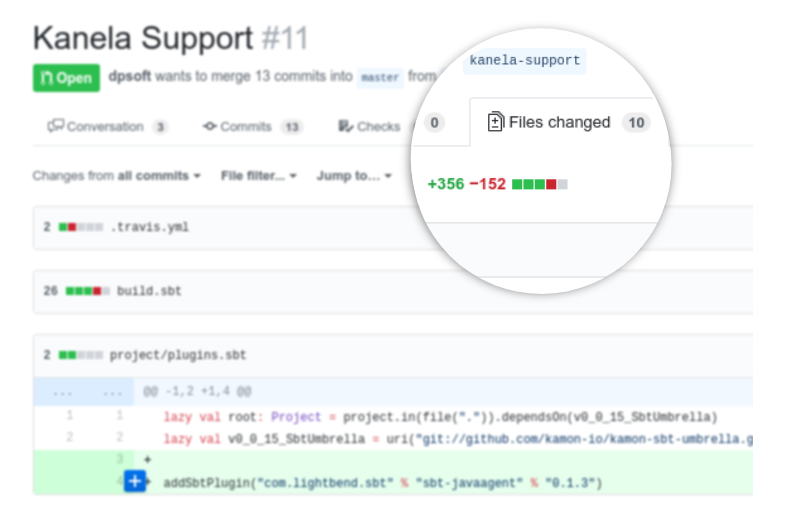 Kanela Support #11
Open dpsoft wants to merge 13 commits into master from kanela-support
Conversation 3 Commits 13 Checks 0 Files changed 10
Changes from all commits File filter... Jump to... +356 −152
2 .travis.yml
26 build.sbt
2 project/plugins.sbt
... ... @@ -1,2 +1,4 @@
1 1 lazy val root: Project = project.in(file(".")).dependsOn(v0_0_15_SbtUmbrella)
2 2 lazy val v0_0_15_SbtUmbrella = uri("git://github.com/kamon-io/kamon-sbt-umbrella.g
3 +
4 + addSbtPlugin("com.lightbend.sbt" % "sbt-javaagent" % "0.1.3")